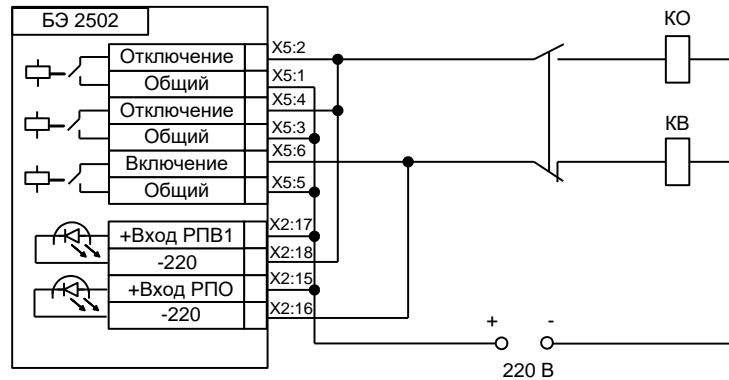 БЭ 2502
КО
Отключение X5:2
Общий X5:1
Отключение X5:4
Общий X5:3
КВ
Включение X5:6
Общий X5:5
+Вход РПВ1 X2:17
-220 X2:18
+Вход РПО X2:15
-220 X2:16
+ -
220 В